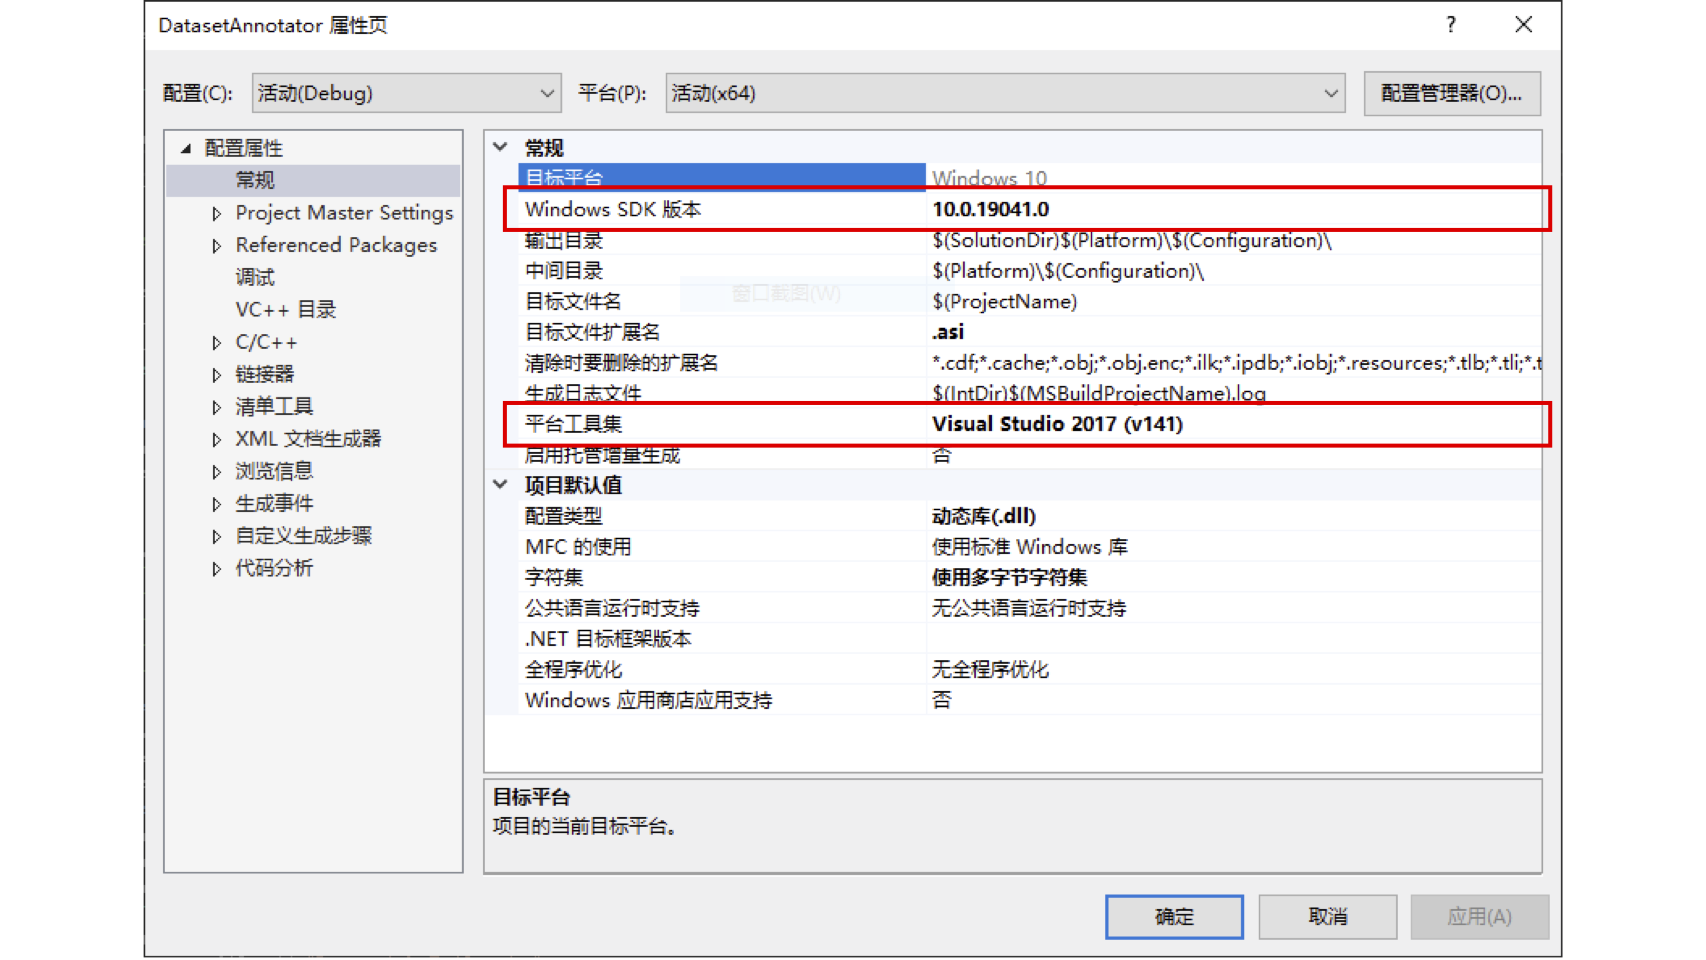 DatasetAnnotator 属性页
?
配置(C):
活动(Debug)
平台(P):
活动(x64)
配置管理器(O)...
配置属性
常规
Project Master Settings
Referenced Packages
调试
VC++ 目录
C/C++
链接器
清单工具
XML 文档生成器
浏览信息
生成事件
自定义生成步骤
代码分析
常规
目标平台 Windows 10
Windows SDK 版本 10.0.19041.0
输出目录 $(SolutionDir)$(Platform)\$(Configuration)\
中间目录 $(Platform)\$(Configuration)\
窗口截图(W)
目标文件名 $(ProjectName)
目标文件扩展名 .asi
清除时要删除的扩展名 *.cdf;*.cache;*.obj;*.obj.enc;*.ilk;*.ipdb;*.iobj;*.resources;*.tlb;*.tli;*.t
生成日志文件 $(IntDir)$(MSBuildProjectName).log
平台工具集 Visual Studio 2017 (v141)
启用托管增量生成 否
项目默认值
配置类型 动态库(.dll)
MFC 的使用 使用标准 Windows 库
字符集 使用多字节字符集
公共语言运行时支持 无公共语言运行时支持
.NET 目标框架版本
全程序优化 无全程序优化
Windows 应用商店应用支持 否
目标平台
项目的当前目标平台。
确定
取消
应用(A)